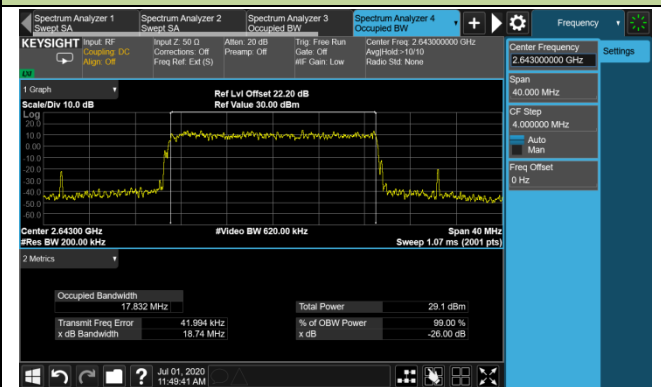 Spectrum Analyzer 1
Swept SA
Spectrum Analyzer 2
Swept SA
Spectrum Analyzer 3
Occupied BW
Spectrum Analyzer 4
Occupied BW
Frequency
KEYSIGHT
Input: RF
Coupling: DC
Align: Off
Input Z: 50 Ω
Corrections: Off
Freq Ref: Ext (S)
Atten: 20 dB
Preamp: Off
Trig: Free Run
Gate: Off
#IF Gain: Low
Center Freq: 2.643000000 GHz
Avg|Hold:>10/10
Radio Std: None
LXI
Center Frequency
2.643000000 GHz
Settings
Span
40.000 MHz
CF Step
4.000000 MHz
Auto
Man
Freq Offset
0 Hz
1 Graph
Scale/Div 10.0 dB
Ref Lvl Offset 22.20 dB
Ref Value 30.00 dBm
Log
20.0
10.0
0.00
-10.0
-20.0
-30.0
-40.0
-50.0
-60.0
Center 2.64300 GHz
#Res BW 200.00 kHz
#Video BW 620.00 kHz
Span 40 MHz
Sweep 1.07 ms (2001 pts)
2 Metrics
Occupied Bandwidth
17.832 MHz
Total Power 29.1 dBm
Transmit Freq Error 41.994 kHz
% of OBW Power 99.00 %
x dB Bandwidth 18.74 MHz
x dB -26.00 dB
?
Jul 01, 2020
11:49:41 AM